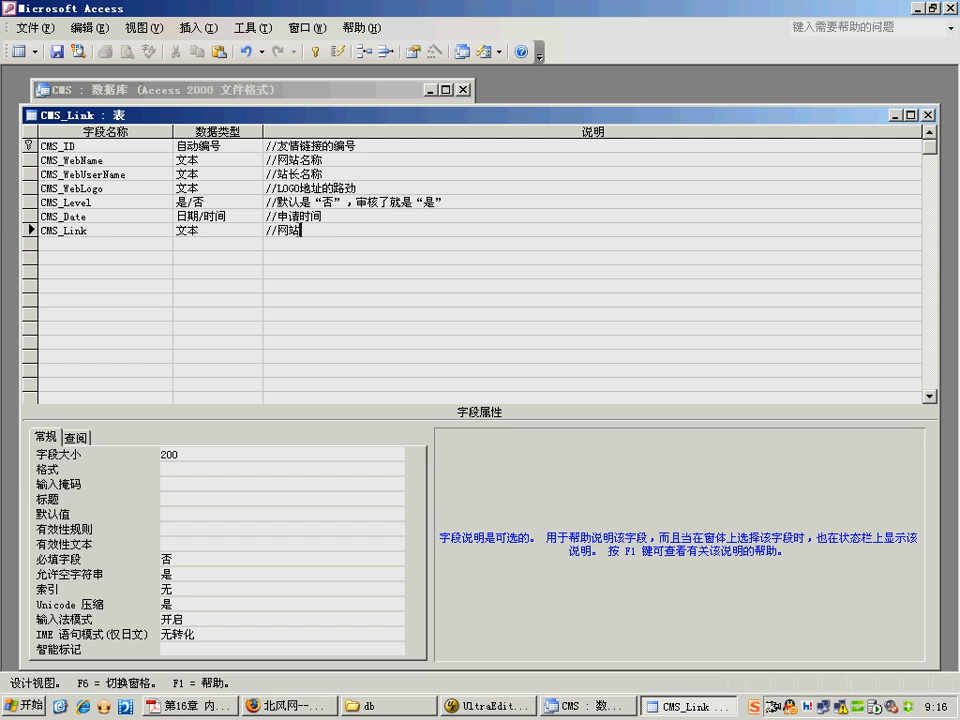 Microsoft Access
文件(F) 编辑(E) 视图(V) 插入(I) 工具(T) 窗口(W) 帮助(H) 键入需要帮助的问题
CMS : 数据库 (Access 2000 文件格式)
CMS_Link : 表
字段名称 数据类型 说明
CMS_ID 自动编号 //友情链接的编号
CMS_WebName 文本 //网站名称
CMS_WebUserName 文本 //站长名称
CMS_WebLogo 文本 //LOGO地址的路劲
CMS_Level 是/否 //默认是“否”,审核了就是“是”
CMS_Date 日期/时间 //申请时间
CMS_Link 文本 //网站
字段属性
常规 查阅
字段大小 200
格式
输入掩码
标题
默认值
有效性规则
有效性文本
必填字段 否
允许空字符串 是
索引 无
Unicode 压缩 是
输入法模式 开启
IME 语句模式(仅日文) 无转化
智能标记
字段说明是可选的。 用于帮助说明该字段,而且当在窗体上选择该字段时,也在状态栏上显示该
说明。 按 F1 键可查看有关该说明的帮助。
设计视图。 F6 = 切换窗格。 F1 = 帮助。
开始 第16章 内... 北风网--... db UltraEdit... CMS : 数... CMS_Link ... 9:16